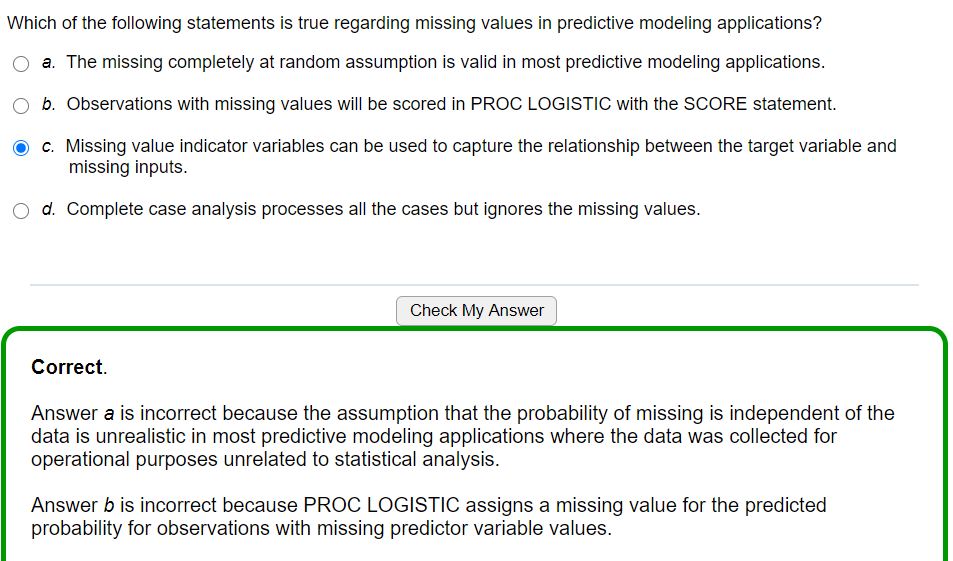 Which of the following statements is true regarding missing values in predictive modeling applications?
a. The missing completely at random assumption is valid in most predictive modeling applications.
b. Observations with missing values will be scored in PROC LOGISTIC with the SCORE statement.
c. Missing value indicator variables can be used to capture the relationship between the target variable and
missing inputs.
d. Complete case analysis processes all the cases but ignores the missing values.
Check My Answer
Correct.
Answer a is incorrect because the assumption that the probability of missing is independent of the
data is unrealistic in most predictive modeling applications where the data was collected for
operational purposes unrelated to statistical analysis.
Answer b is incorrect because PROC LOGISTIC assigns a missing value for the predicted
probability for observations with missing predictor variable values.